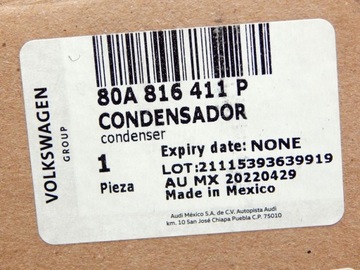 VOLKSWAGEN
GROUP
80A 816 411 P
CONDENSADOR
condenser
1
Pieza
Expiry date: NONE
LOT:21115393639919
AU MX 20220429
Made in Mexico
Audi México S.A. de C.V. Autopista Audi
km. 10 San José Chiapa Puebla C.P. 75010